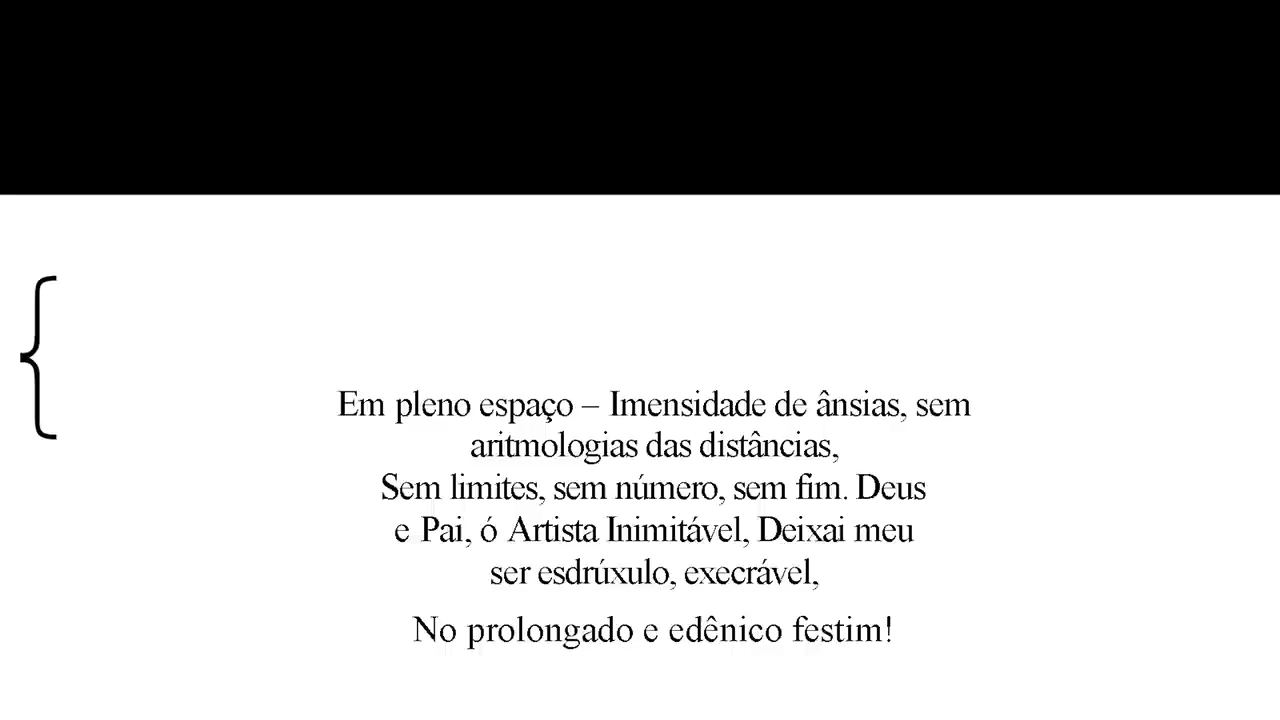 Em pleno espaço – Imensidade de ânsias, sem
aritmologias das distâncias,
Sem limites, sem número, sem fim. Deus
e Pai, ó Artista Inimitável, Deixai meu
ser esdrúxulo, execrável,
No prolongado e edênico festim!